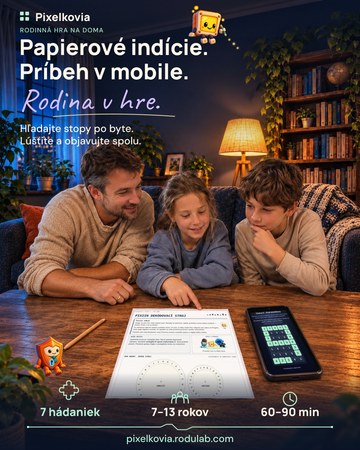 Pixelkovia
RODINNÁ HRA NA DOMA
Papierové indície.
Príbeh v mobile.
Rodina v hre.
Hľadajte stopy po byte.
Lúštite a objavujte spolu.
7 hádaniek
7–13 rokov
60–90 min
pixelkovia.rodulab.com